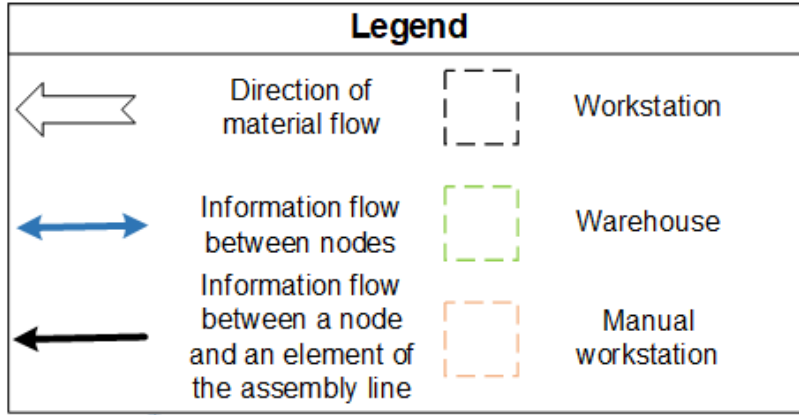 Legend
Direction of
material flow
Workstation
Information flow
between nodes
Warehouse
Information flow
between a node
and an element of
the assembly line
Manual
workstation